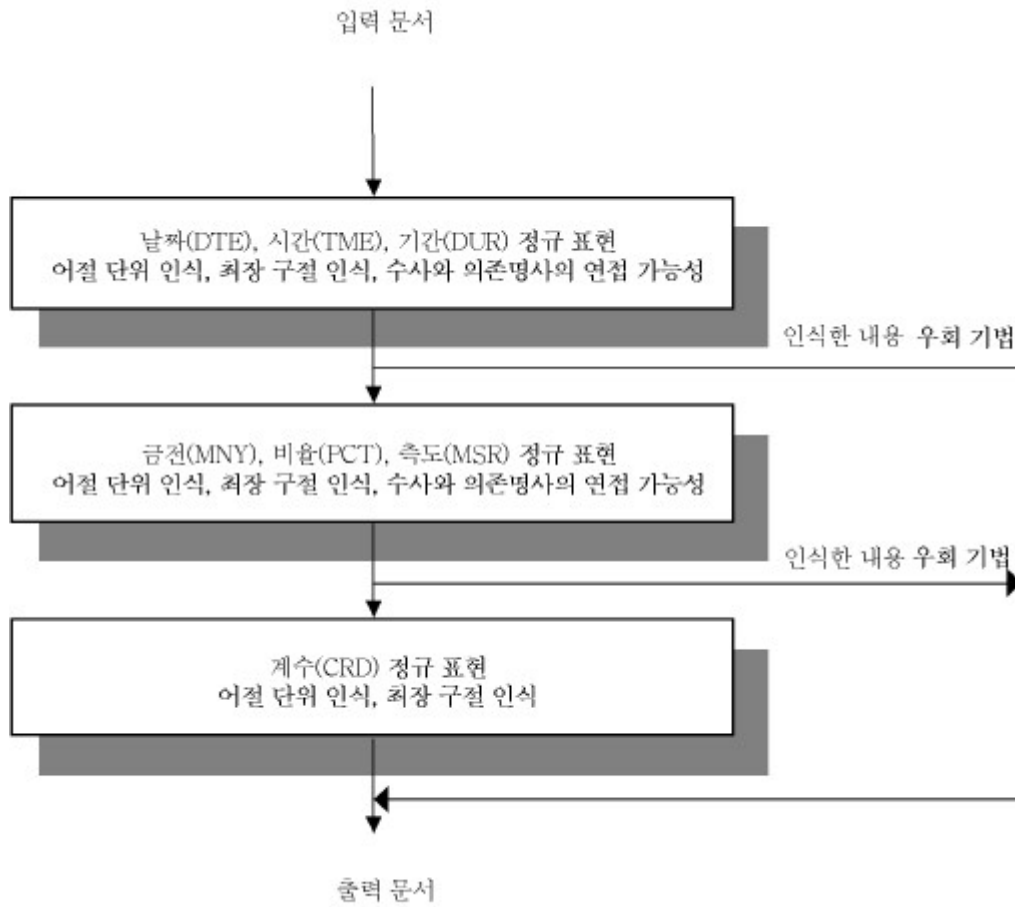 입력 문서
날짜(DTE), 시간(TME), 기간(DUR) 정규 표현
어절 단위 인식, 최장 구절 인식, 수사와 의존명사의 연접 가능성
인식한 내용 우회 기법
금전(MNY), 비율(PCT), 측도(MSR) 정규 표현
어절 단위 인식, 최장 구절 인식, 수사와 의존명사의 연접 가능성
인식한 내용 우회 기법
계수(CRD) 정규 표현
어절 단위 인식, 최장 구절 인식
출력 문서